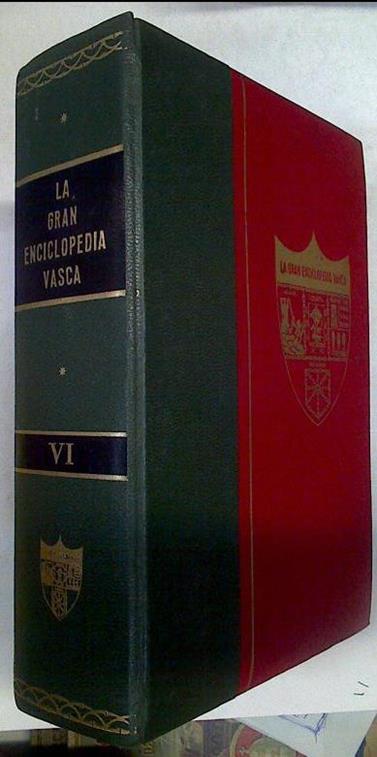 LA
GRAN
ENCICLOPEDIA
VASCA
VI
LA GRAN ENCICLOPEDIA VASCA